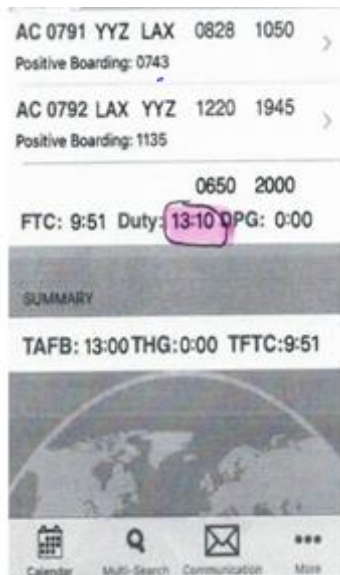 AC 0791 YYZ LAX 0828 1050
Positive Boarding: 0743
AC 0792 LAX YYZ 1220 1945
Positive Boarding: 1135
0650 2000
FTC: 9:51 Duty: 13:10 DPG: 0:00
SUMMARY
TAFB: 13:00 THG:0:00 TFTC:9:51
Calendar Multi-Search Communication More